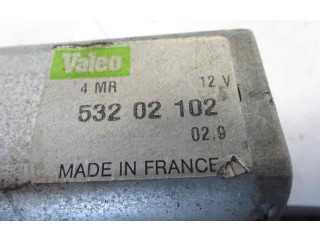 Valeo
4 MR 12 V
532 02 102
02.9
MADE IN FRANCE